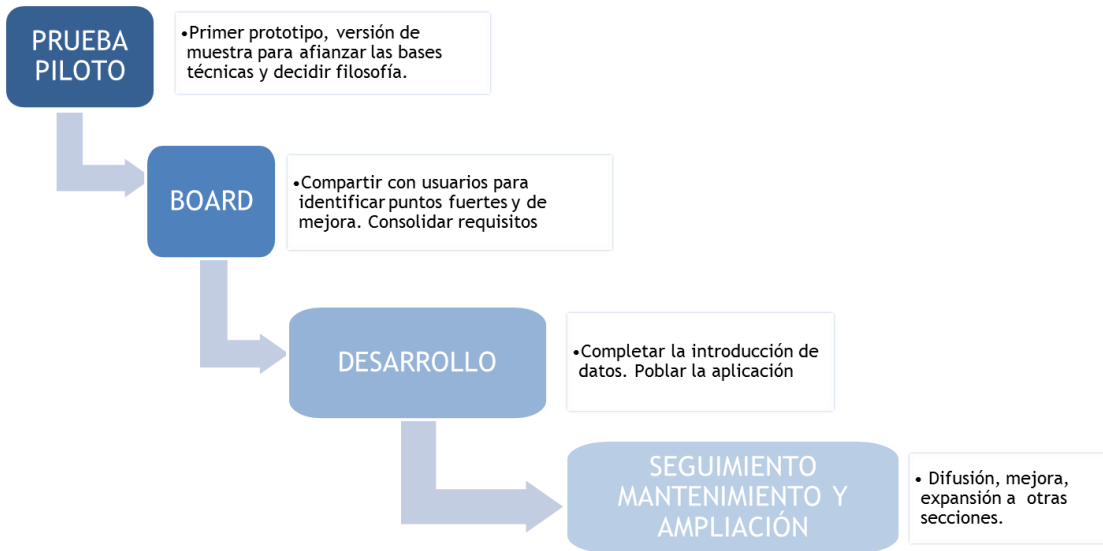 PRUEBA
PILOTO
•Primer prototipo, versión de
muestra para afianzar las bases
técnicas y decidir filosofía.
BOARD
•Compartir con usuarios para
identificar puntos fuertes y de
mejora. Consolidar requisitos
DESARROLLO
•Completar la introducción de
datos. Poblar la aplicación
SEGUIMIENTO
MANTENIMIENTO Y
AMPLIACIÓN
• Difusión, mejora,
expansión a otras
secciones.